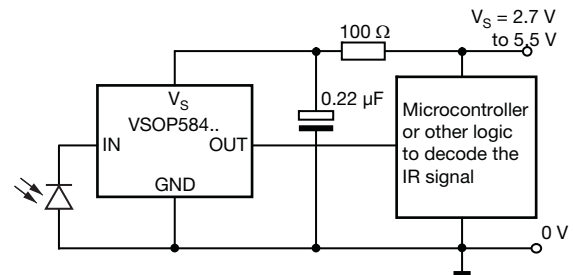 100 Ω
V_S = 2.7 V
to 5.5 V
V_S
VSOP584..
IN
OUT
GND
0.22 µF
Microcontroller
or other logic
to decode the
IR signal
0 V